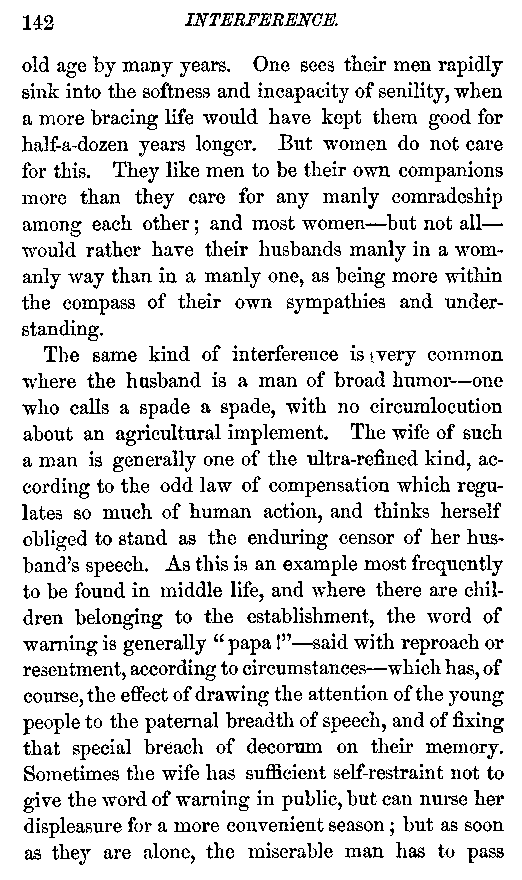 142 INTERFERENCE.
old age by many years. One sees their men rapidly
sink into the softness and incapacity of senility, when
a more bracing life would have kept them good for
half-a-dozen years longer. But women do not care
for this. They like men to be their own companions
more than they care for any manly comradeship
among each other; and most women—but not all—
would rather have their husbands manly in a wom-
anly way than in a manly one, as being more within
the compass of their own sympathies and under-
standing.
The same kind of interference is very common
where the husband is a man of broad humor—one
who calls a spade a spade, with no circumlocution
about an agricultural implement. The wife of such
a man is generally one of the ultra-refined kind, ac-
cording to the odd law of compensation which regu-
lates so much of human action, and thinks herself
obliged to stand as the enduring censor of her hus-
band's speech. As this is an example most frequently
to be found in middle life, and where there are chil-
dren belonging to the establishment, the word of
warning is generally "papa!"—said with reproach or
resentment, according to circumstances—which has, of
course, the effect of drawing the attention of the young
people to the paternal breadth of speech, and of fixing
that special breach of decorum on their memory.
Sometimes the wife has sufficient self-restraint not to
give the word of warning in public, but can nurse her
displeasure for a more convenient season; but as soon
as they are alone, the miserable man has to pass